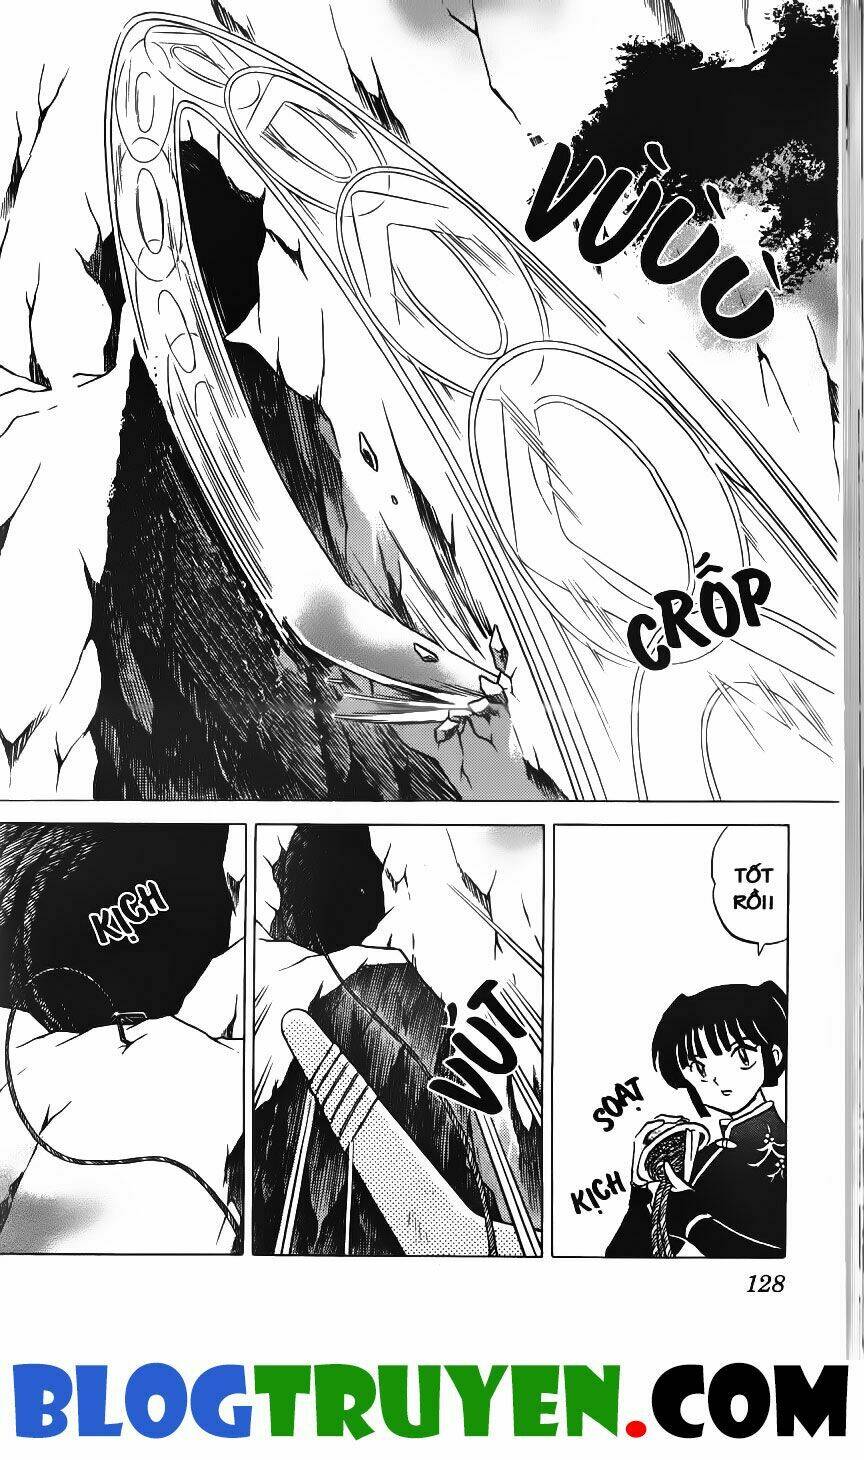 VÙÙÙ
CRỐP
TỐT
RỒI!
SOẠT
KỊCH
VÚT
KỊCH
128
BLOGTRUYEN.COM